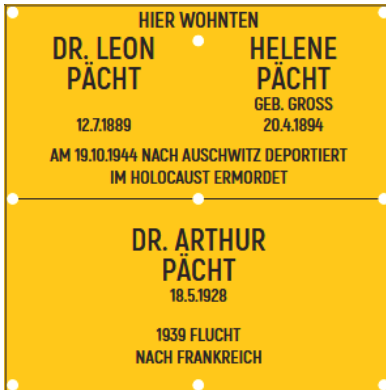 HIER WOHNTEN
DR. LEON
PÄCHT
12.7.1889
HELENE
PÄCHT
GEB. GROSS
20.4.1894
AM 19.10.1944 NACH AUSCHWITZ DEPORTIERT
IM HOLOCAUST ERMORDET
DR. ARTHUR
PÄCHT
18.5.1928
1939 FLUCHT
NACH FRANKREICH